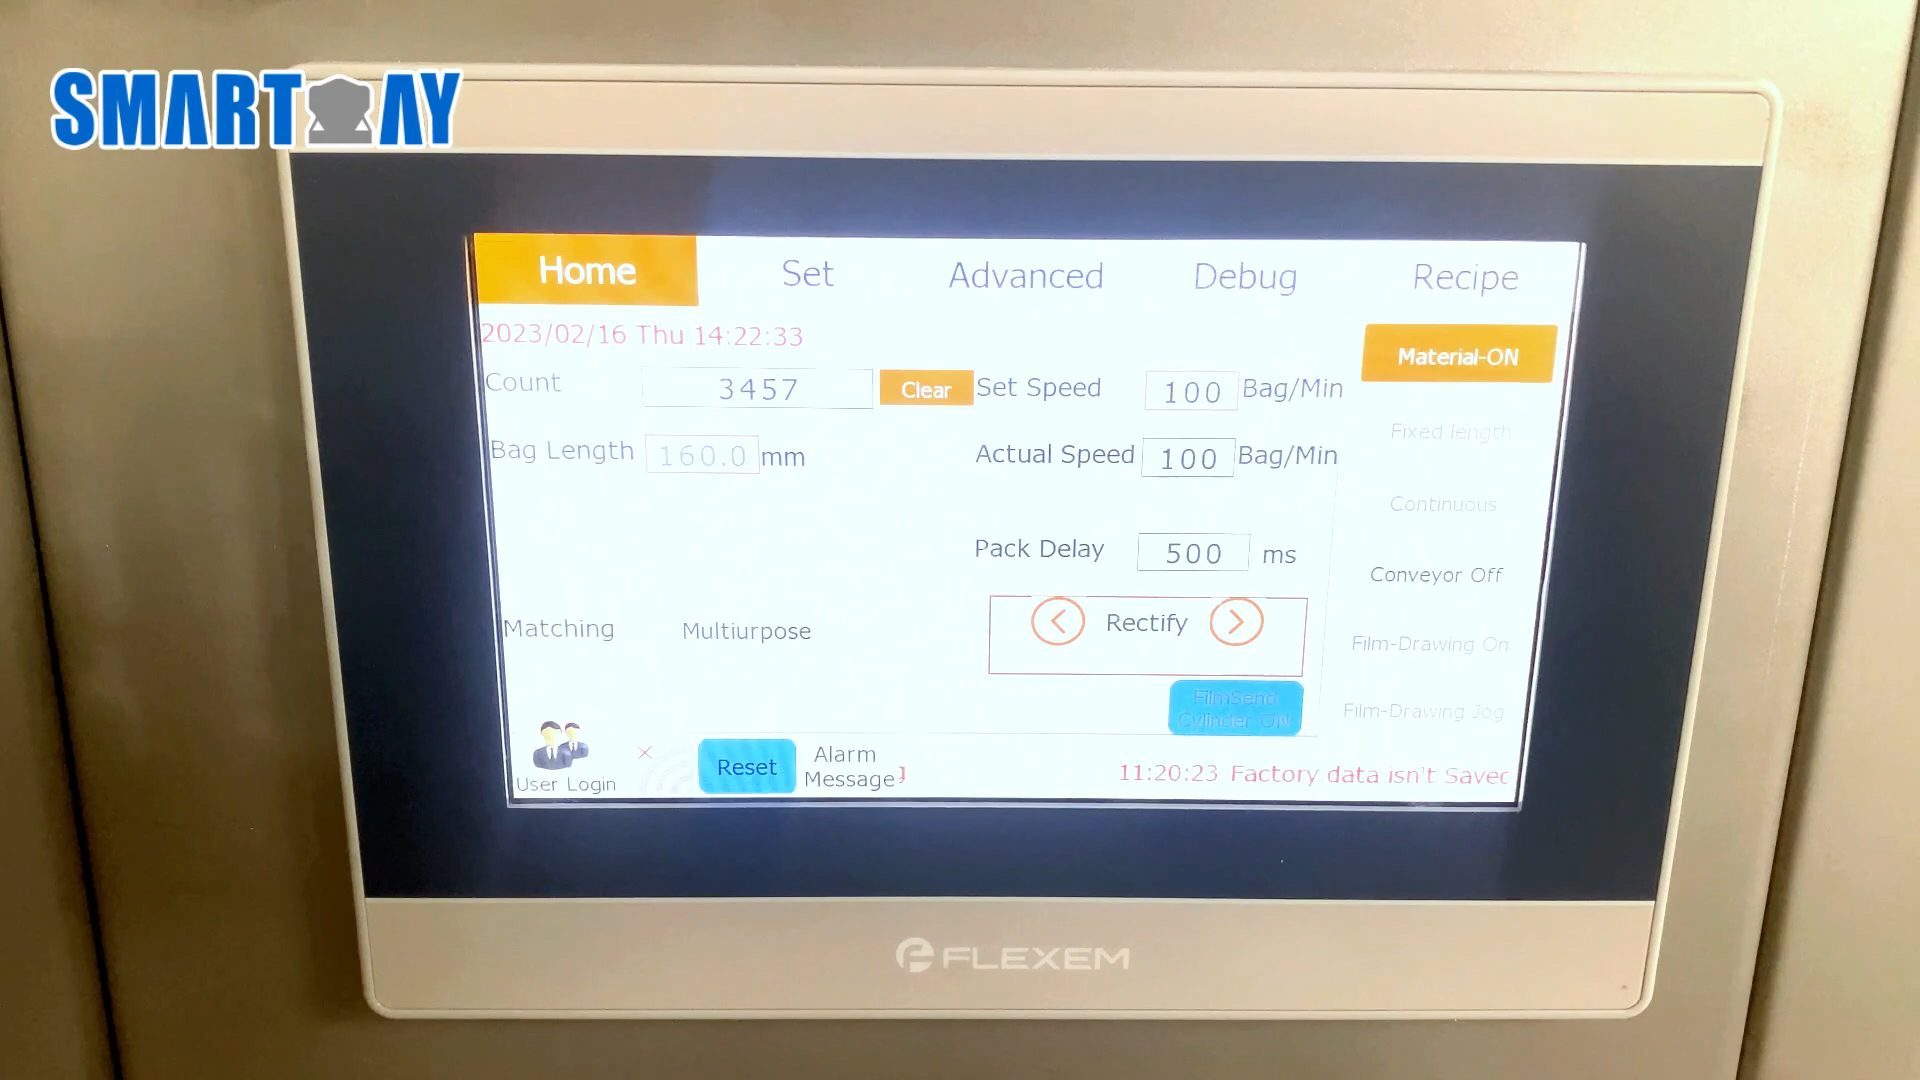 SMART AY
Home Set Advanced Debug Recipe
2023/02/16 Thu 14:22:33
Material-ON
Count 3457 Clear Set Speed 100 Bag/Min
Fixed length
Bag Length 160.0 mm Actual Speed 100 Bag/Min
Continuous
Pack Delay 500 ms
Conveyor Off
Matching Multiurpose < Rectify >
Film-Drawing On
FilmSend
Cylinder ON
Film-Drawing Jog
User Login
Reset
Alarm
Message
11:20:23 Factory data isn't Saved
FLEXEM